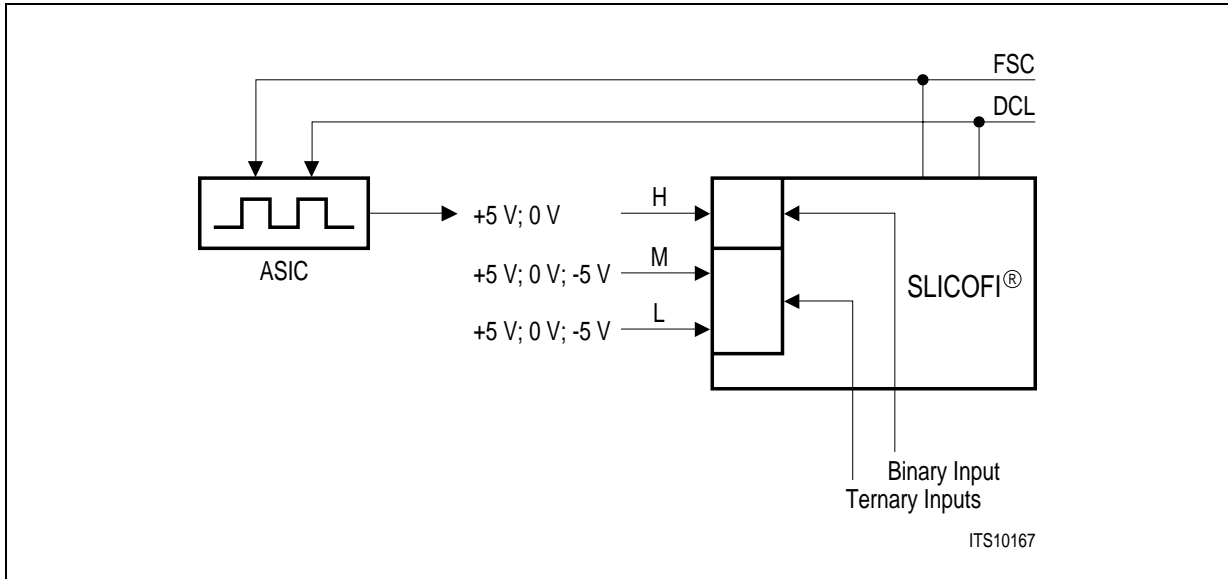 FSC
DCL
H
+5 V; 0 V
ASIC
M
+5 V; 0 V; -5 V
SLICOFI®
L
+5 V; 0 V; -5 V
Binary Input
Ternary Inputs
ITS10167